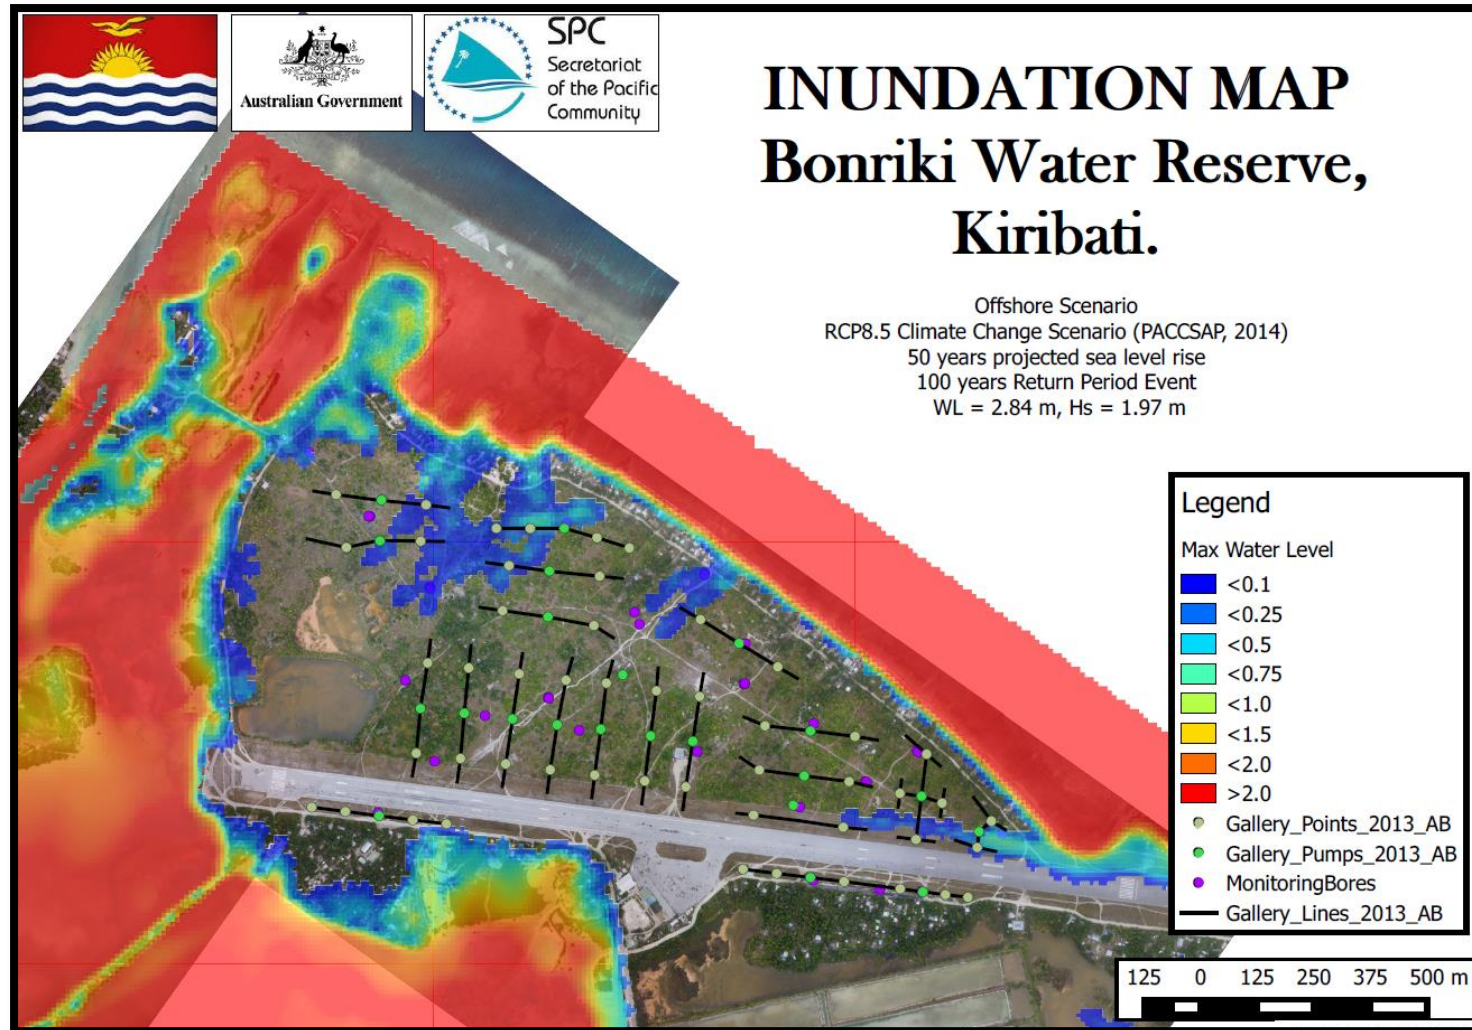 Australian Government
SPC
Secretariat
of the Pacific
Community
INUNDATION MAP
Bonriki Water Reserve,
Kiribati.
Offshore Scenario
RCP8.5 Climate Change Scenario (PACCSAP, 2014)
50 years projected sea level rise
100 years Return Period Event
WL = 2.84 m, Hs = 1.97 m
Legend
Max Water Level
<0.1
<0.25
<0.5
<0.75
<1.0
<1.5
<2.0
>2.0
Gallery_Points_2013_AB
Gallery_Pumps_2013_AB
MonitoringBores
Gallery_Lines_2013_AB
125 0 125 250 375 500 m